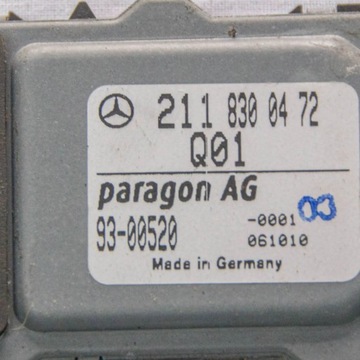 211 830 04 72
Q01
paragon AG
93-00520 -0001 03
061010
Made in Germany